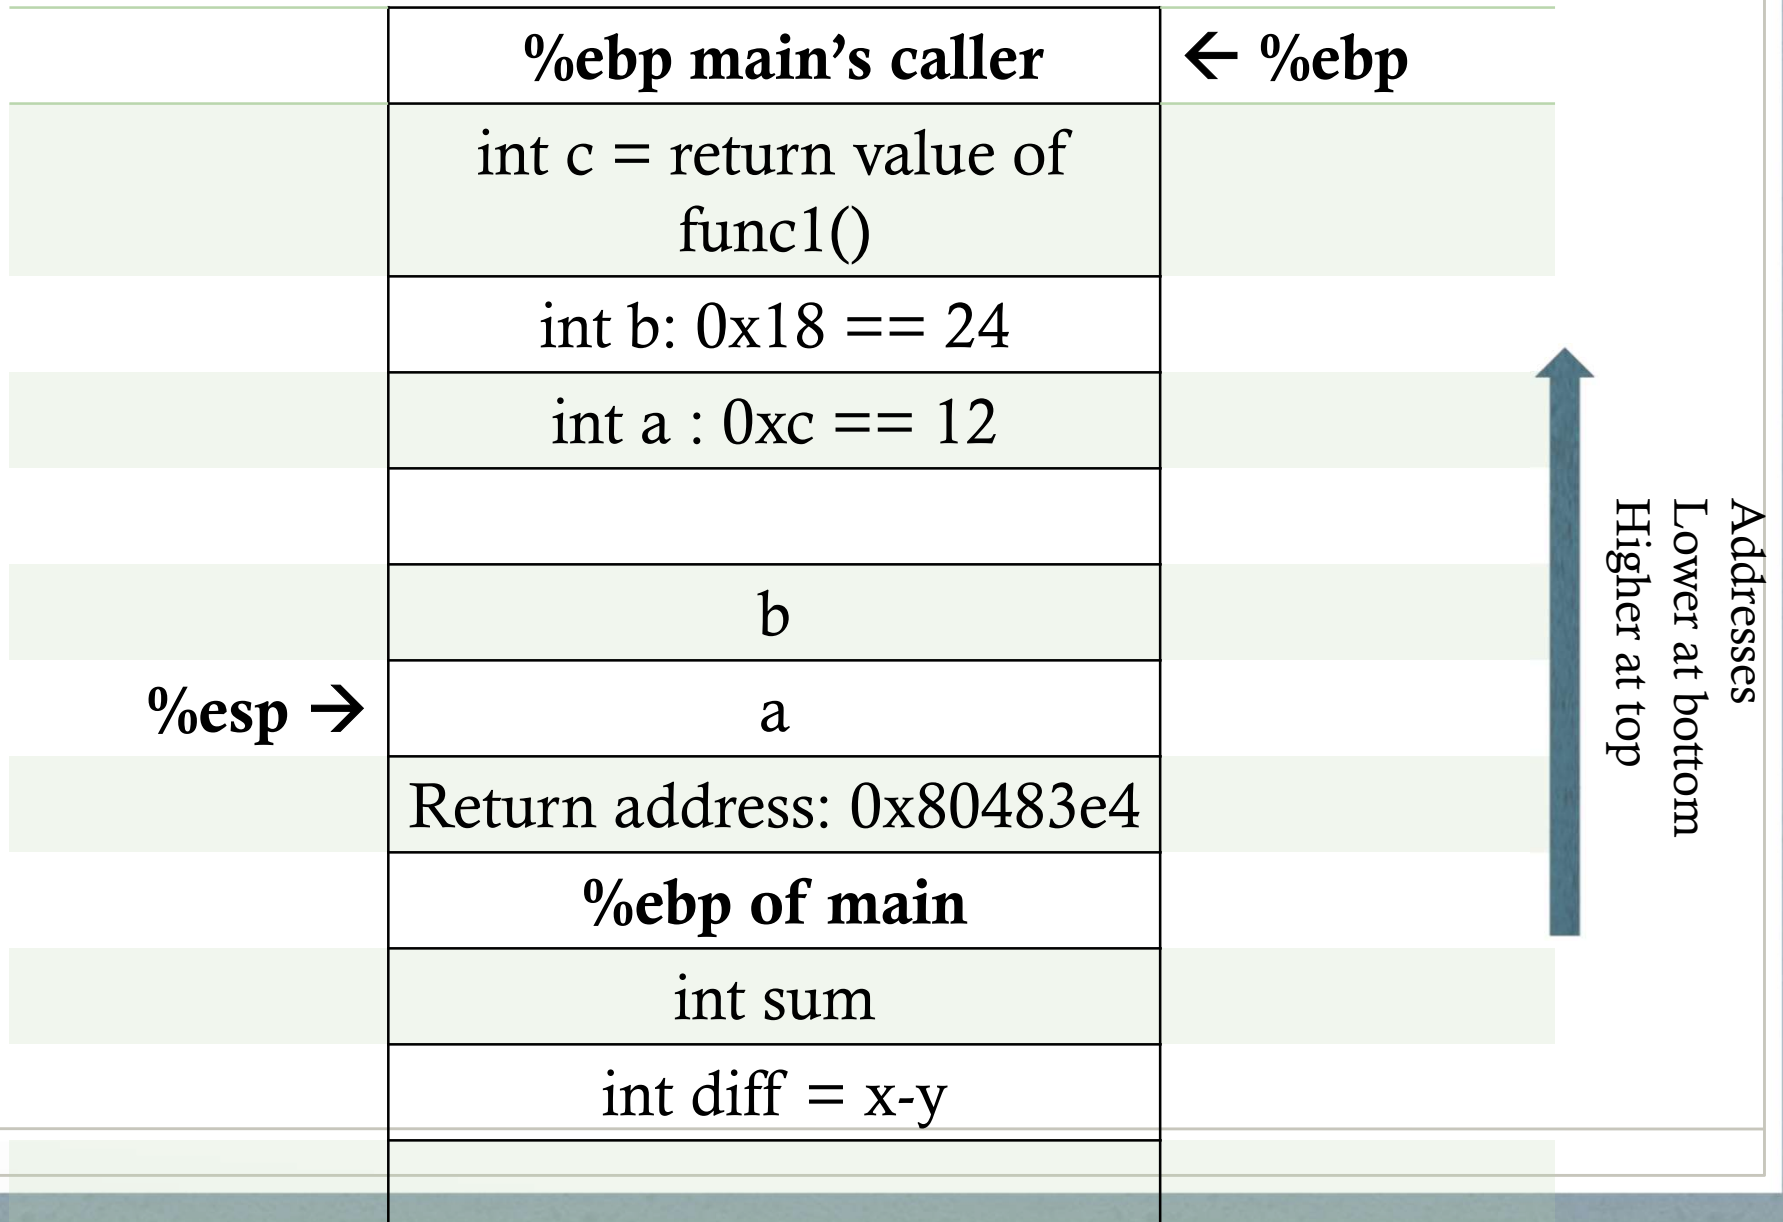 %ebp main’s caller
← %ebp
int c = return value of
func1()
int b: 0x18 == 24
int a : 0xc == 12
b
%esp →
a
Return address: 0x80483e4
%ebp of main
int sum
int diff = x-y
Addresses
Lower at bottom
Higher at top